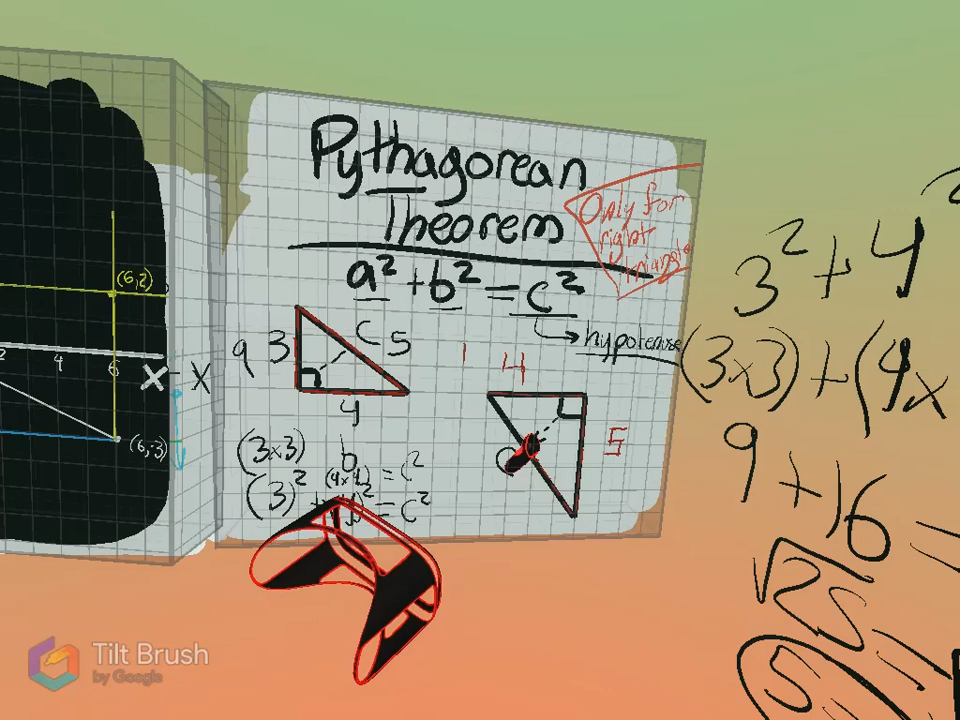 Pythagorean
Theorem
Only for
right
triangle
a² + b² = c²
hypotenuse
9 3 C 5
4
(3x3) b
(4x4) = c²
(3)² + = c²
4
5
C
(6,2)
2 4 6 X - X
(6,-3)
3² + 4
(3x3) + (4x
9 + 16 =
√25 =
5
Tilt Brush
by Google